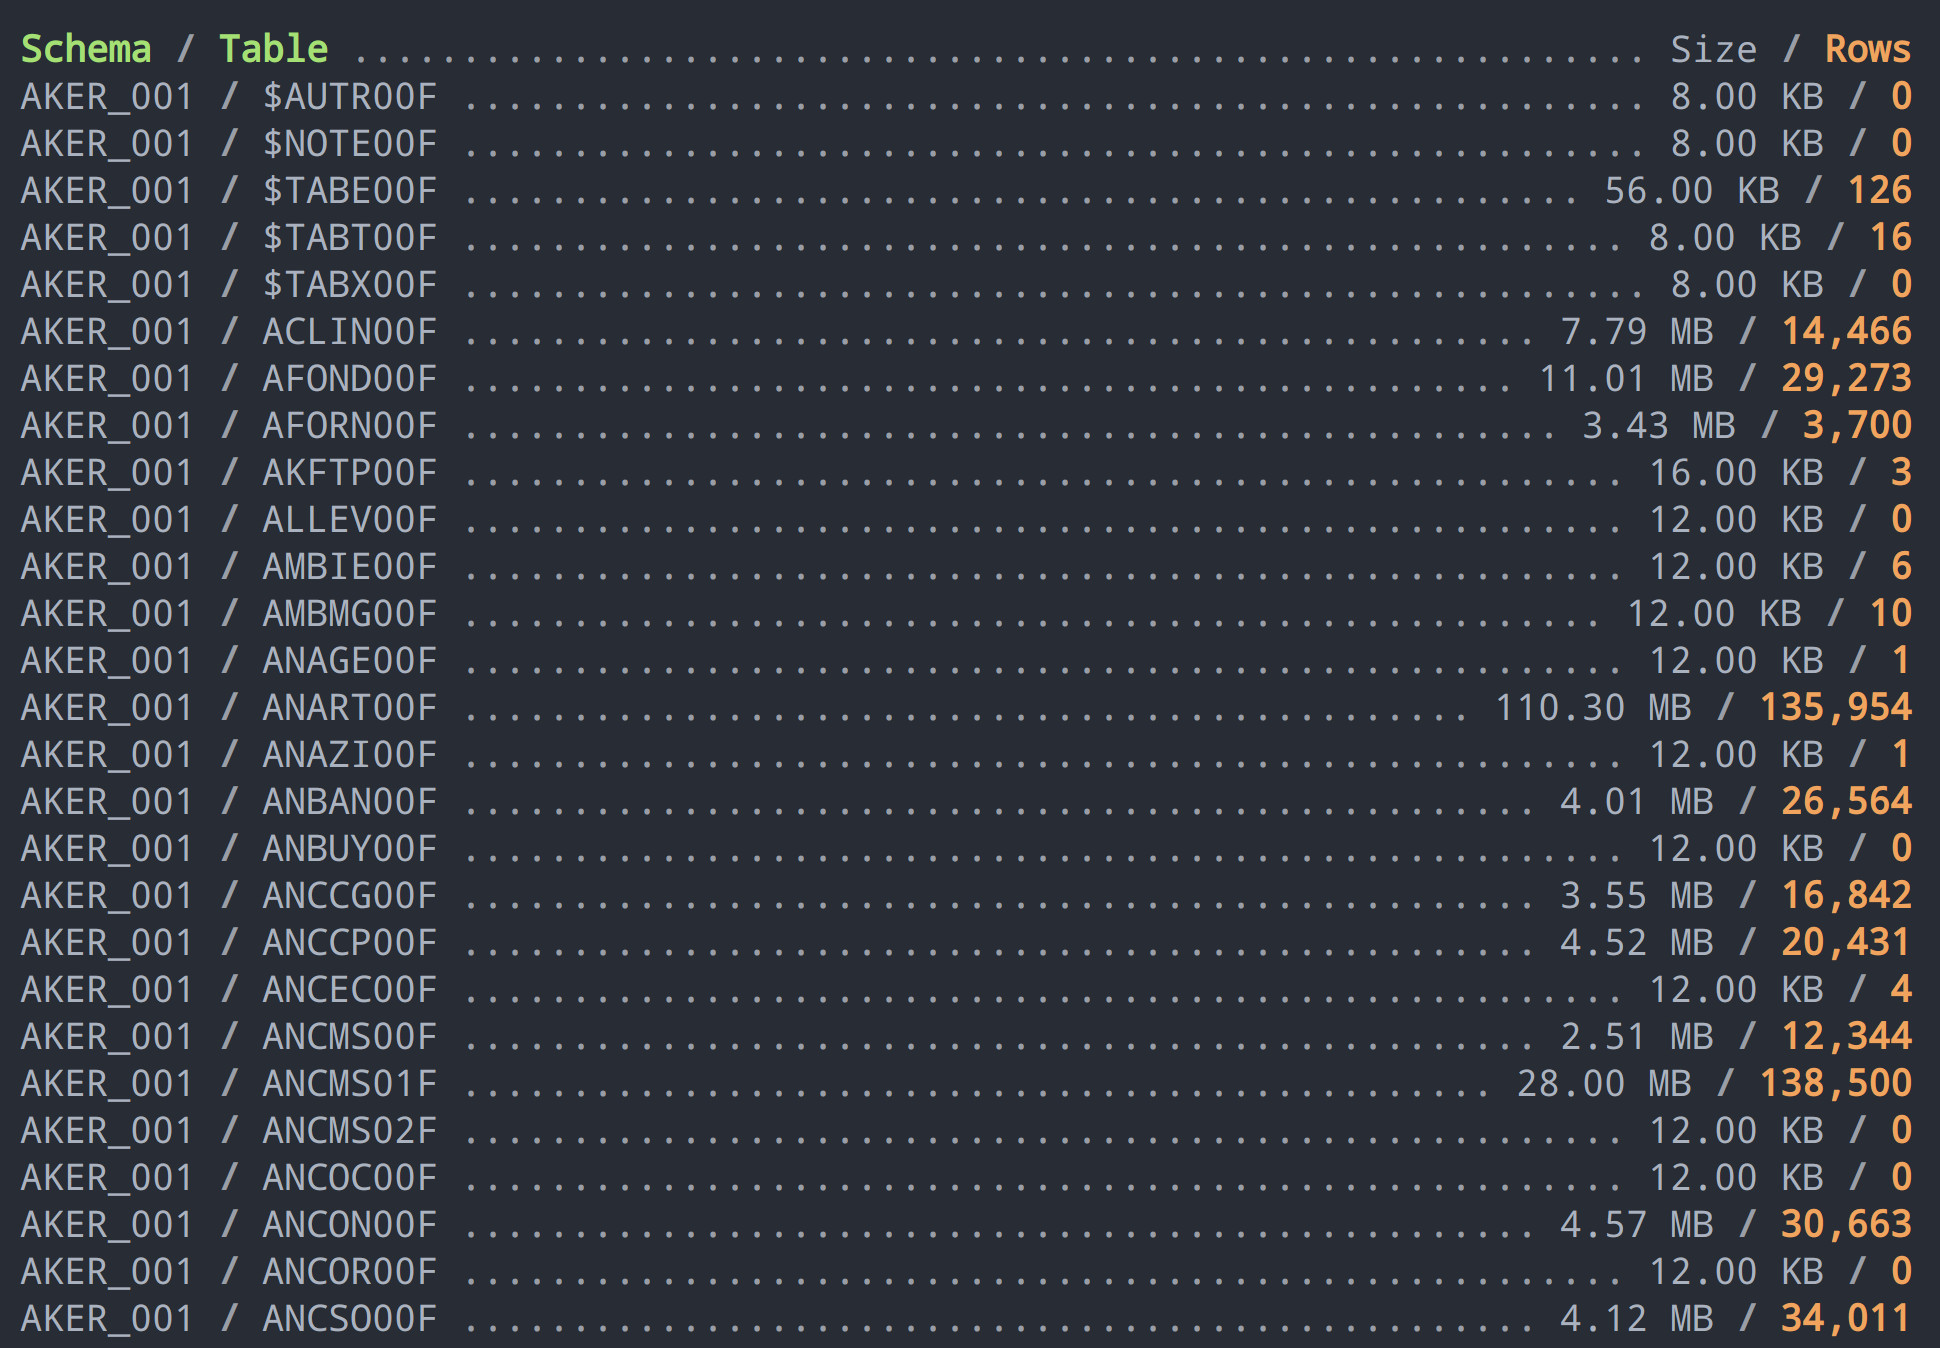 Schema / Table ........................................................... Size / Rows
AKER_001 / $AUTR00F ...................................................... 8.00 KB / 0
AKER_001 / $NOTE00F ...................................................... 8.00 KB / 0
AKER_001 / $TABE00F ................................................... 56.00 KB / 126
AKER_001 / $TABT00F ..................................................... 8.00 KB / 16
AKER_001 / $TABX00F ...................................................... 8.00 KB / 0
AKER_001 / ACLIN00F ................................................. 7.79 MB / 14,466
AKER_001 / AFOND00F ................................................ 11.01 MB / 29,273
AKER_001 / AFORN00F .................................................. 3.43 MB / 3,700
AKER_001 / AKFTP00F ..................................................... 16.00 KB / 3
AKER_001 / ALLEV00F ..................................................... 12.00 KB / 0
AKER_001 / AMBIE00F ..................................................... 12.00 KB / 6
AKER_001 / AMBMG00F .................................................... 12.00 KB / 10
AKER_001 / ANAGE00F ..................................................... 12.00 KB / 1
AKER_001 / ANART00F .............................................. 110.30 MB / 135,954
AKER_001 / ANAZI00F ..................................................... 12.00 KB / 1
AKER_001 / ANBAN00F ................................................. 4.01 MB / 26,564
AKER_001 / ANBUY00F ..................................................... 12.00 KB / 0
AKER_001 / ANCCG00F ................................................. 3.55 MB / 16,842
AKER_001 / ANCCP00F ................................................. 4.52 MB / 20,431
AKER_001 / ANCEC00F ..................................................... 12.00 KB / 4
AKER_001 / ANCMS00F ................................................. 2.51 MB / 12,344
AKER_001 / ANCMS01F ............................................... 28.00 MB / 138,500
AKER_001 / ANCMS02F ..................................................... 12.00 KB / 0
AKER_001 / ANCOC00F ..................................................... 12.00 KB / 0
AKER_001 / ANCON00F ................................................. 4.57 MB / 30,663
AKER_001 / ANCOR00F ..................................................... 12.00 KB / 0
AKER_001 / ANCSO00F ................................................. 4.12 MB / 34,011